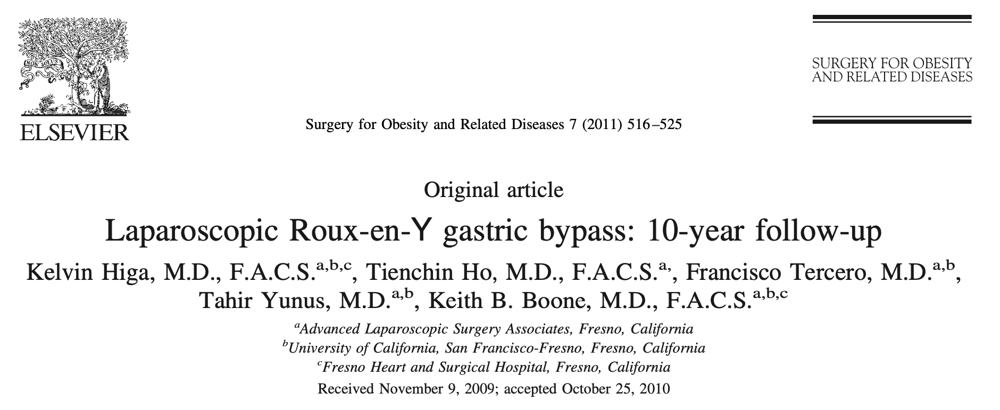 NON SOLUS
ELSEVIER
SURGERY FOR OBESITY
AND RELATED DISEASES
Surgery for Obesity and Related Diseases 7 (2011) 516–525
Original article
Laparoscopic Roux-en-Y gastric bypass: 10-year follow-up
Kelvin Higa, M.D., F.A.C.S.a,b,c, Tienchin Ho, M.D., F.A.C.S.a,, Francisco Tercero, M.D.a,b,
Tahir Yunus, M.D.a,b, Keith B. Boone, M.D., F.A.C.S.a,b,c
aAdvanced Laparoscopic Surgery Associates, Fresno, California
bUniversity of California, San Francisco-Fresno, Fresno, California
cFresno Heart and Surgical Hospital, Fresno, California
Received November 9, 2009; accepted October 25, 2010